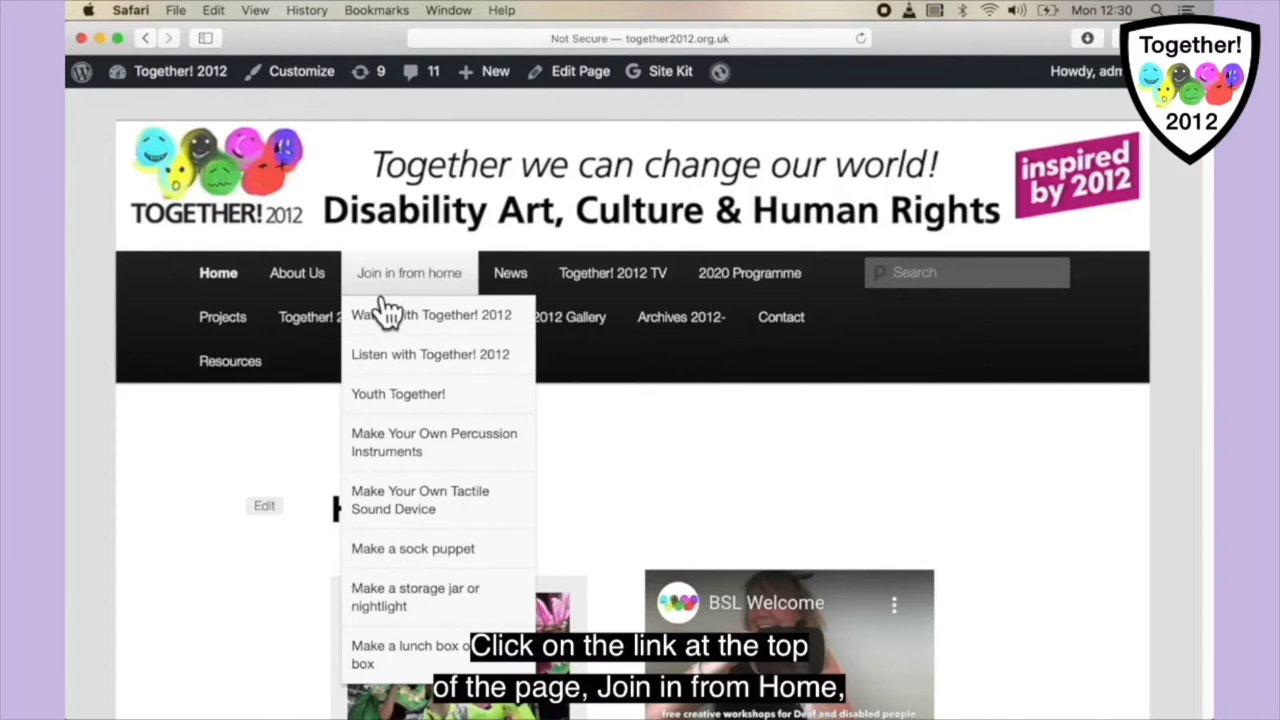 Safari File Edit View History Bookmarks Window Help Mon 12:30
Not Secure — together2012.org.uk
Together! 2012 Customize 9 11 New Edit Page Site Kit Howdy, adm
Together!
2012
TOGETHER! 2012
Together we can change our world!
Disability Art, Culture & Human Rights
inspired
by 2012
Home About Us Join in from home News Together! 2012 TV 2020 Programme Search
Projects Together! 2 2012 Gallery Archives 2012- Contact
Resources
with Together! 2012
Listen with Together! 2012
Youth Together!
Make Your Own Percussion
Instruments
Make Your Own Tactile
Sound Device
Make a sock puppet
Make a storage jar or
nightlight
Make a lunch box
box
Edit
BSL Welcome
free creative workshops for Deaf and disabled people
Click on the link at the top
of the page, Join in from Home,